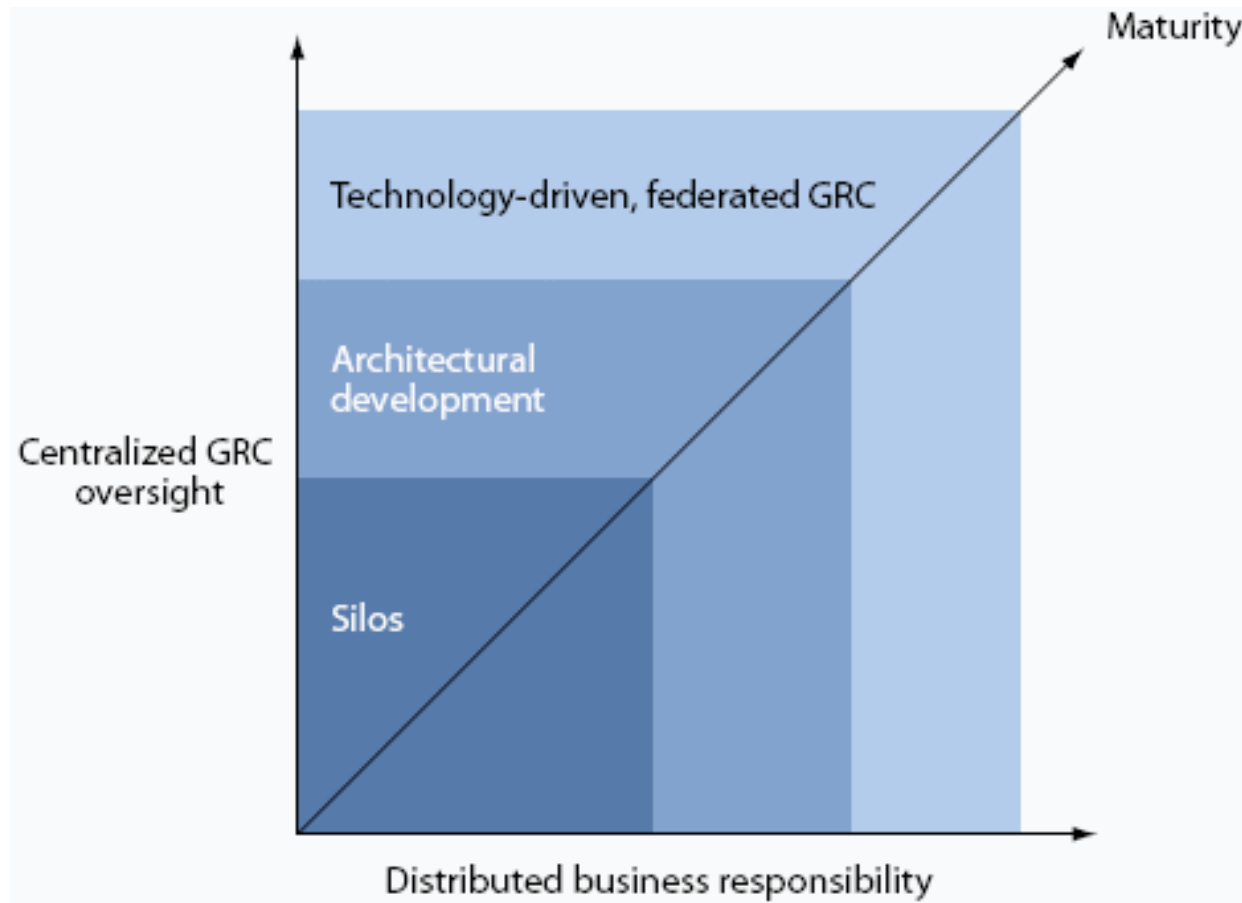 Maturity
Technology-driven, federated GRC
Architectural
development
Centralized GRC
oversight
Silos
Distributed business responsibility